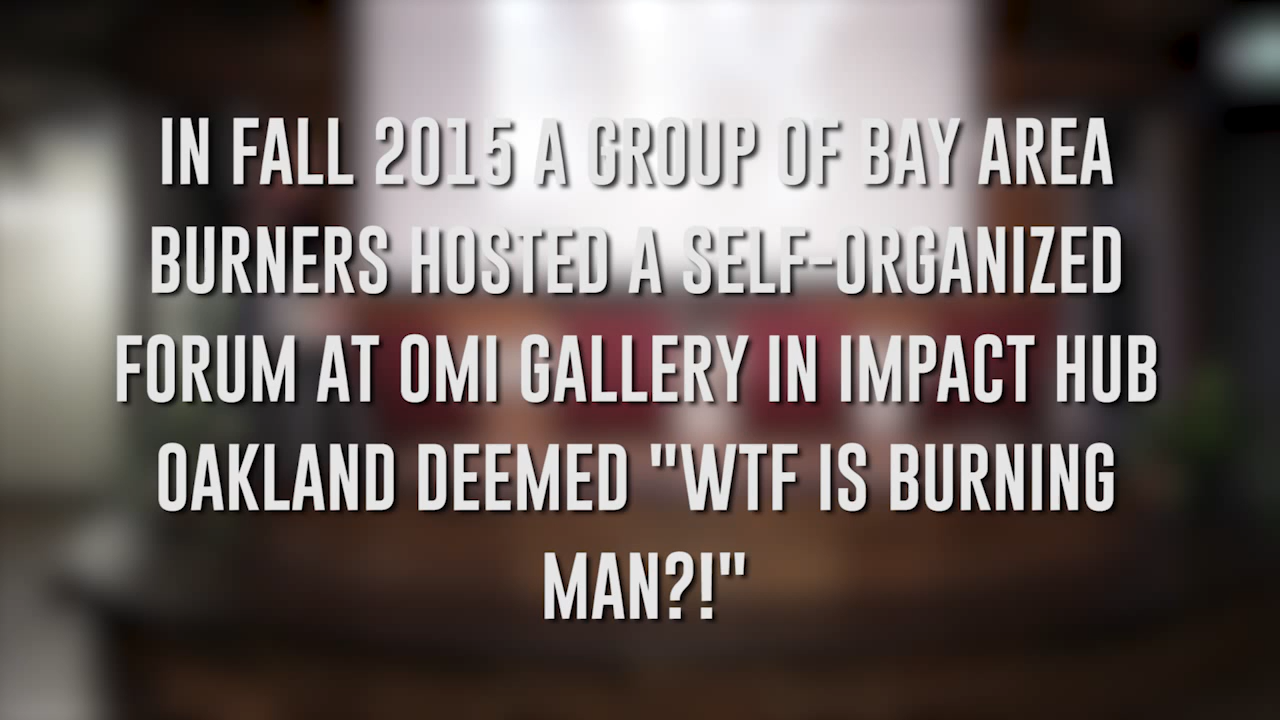 IN FALL 2015 A GROUP OF BAY AREA
BURNERS HOSTED A SELF-ORGANIZED
FORUM AT OMI GALLERY IN IMPACT HUB
OAKLAND DEEMED "WTF IS BURNING
MAN?!"